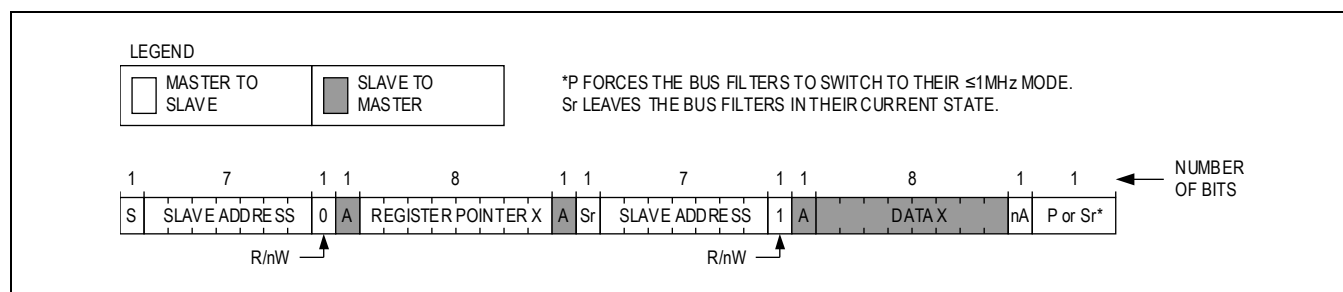 LEGEND
MASTER TO SLAVE
SLAVE TO MASTER
*P FORCES THE BUS FILTERS TO SWITCH TO THEIR ≤1MHz MODE.
Sr LEAVES THE BUS FILTERS IN THEIR CURRENT STATE.
1 7 1 1 8 1 1 7 1 1 8 1 1 NUMBER OF BITS
S SLAVE ADDRESS 0 A REGISTER POINTER X A Sr SLAVE ADDRESS 1 A DATA X nA P or Sr*
R/nW R/nW